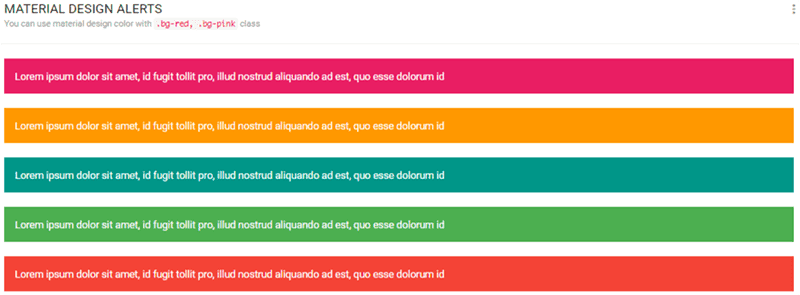 MATERIAL DESIGN ALERTS
You can use material design color with .bg-red, .bg-pink class
Lorem ipsum dolor sit amet, id fugit tollit pro, illud nostrud aliquando ad est, quo esse dolorum id
Lorem ipsum dolor sit amet, id fugit tollit pro, illud nostrud aliquando ad est, quo esse dolorum id
Lorem ipsum dolor sit amet, id fugit tollit pro, illud nostrud aliquando ad est, quo esse dolorum id
Lorem ipsum dolor sit amet, id fugit tollit pro, illud nostrud aliquando ad est, quo esse dolorum id
Lorem ipsum dolor sit amet, id fugit tollit pro, illud nostrud aliquando ad est, quo esse dolorum id